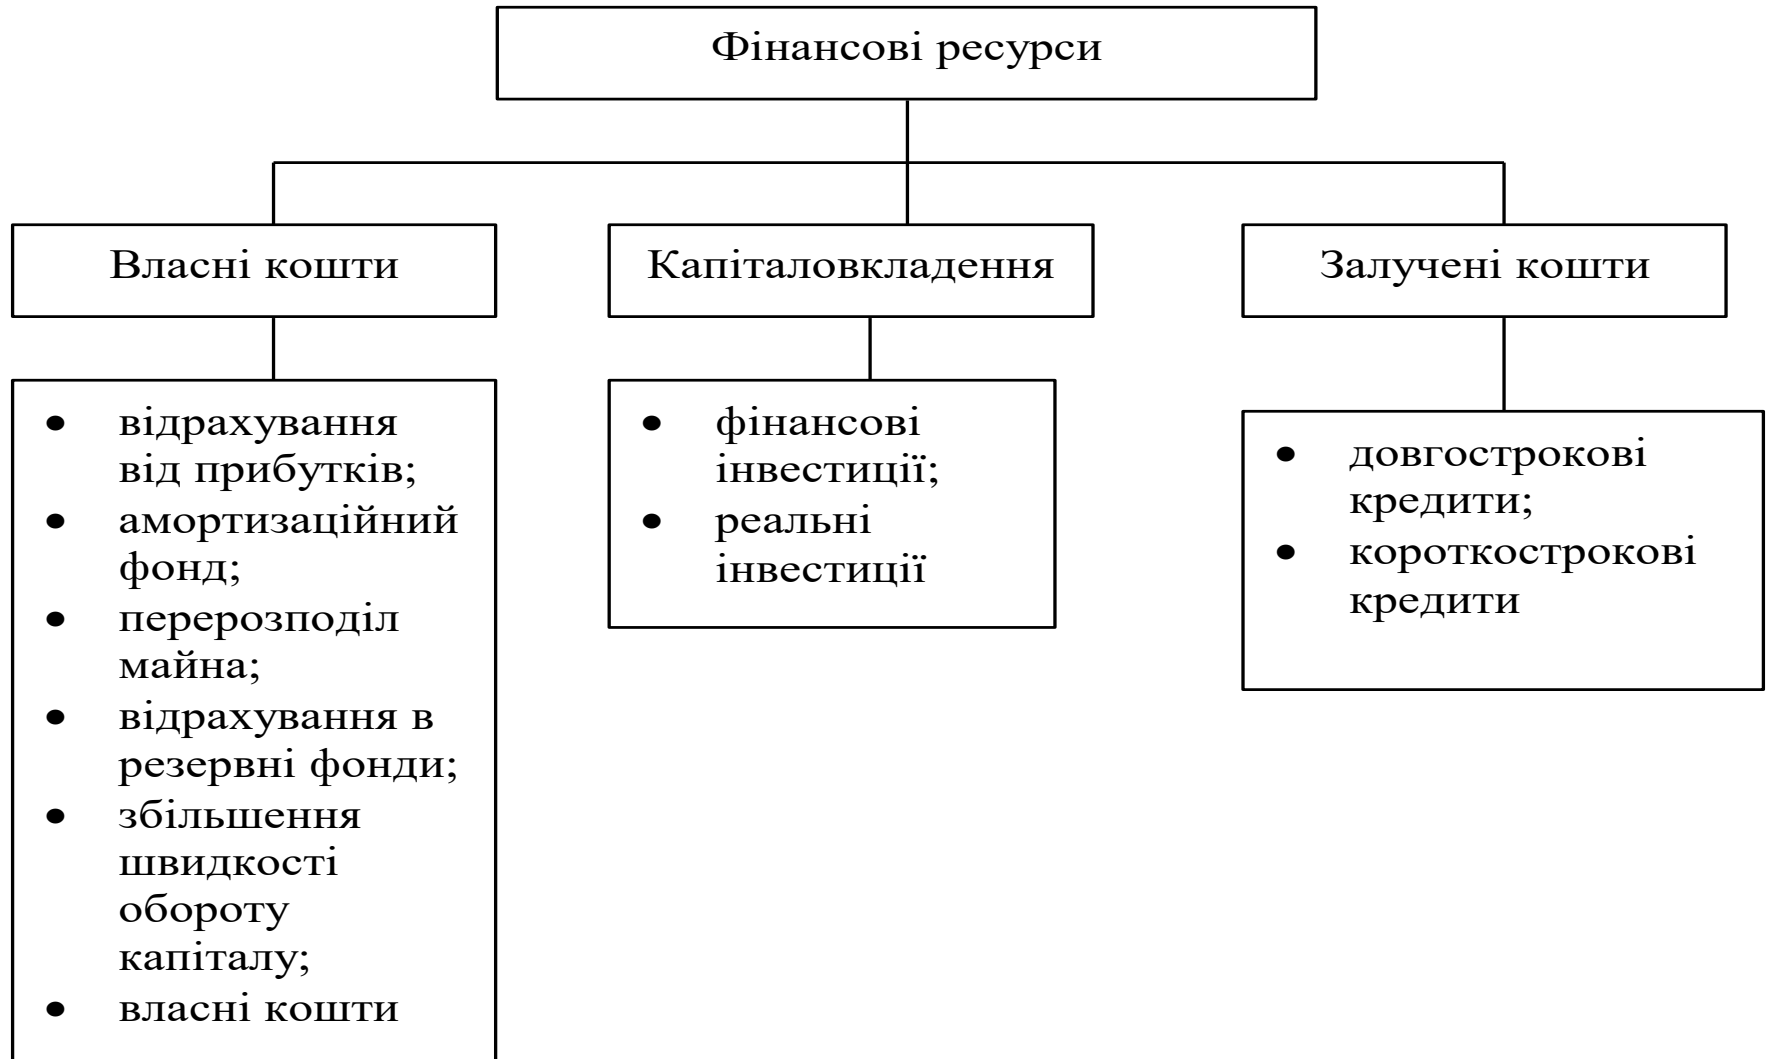 Фінансові ресурси
Власні кошти
Капіталовкладення
Залучені кошти
• відрахування
від прибутків;
• амортизаційний
фонд;
• перерозподіл
майна;
• відрахування в
резервні фонди;
• збільшення
швидкості
обороту
капіталу;
• власні кошти
• фінансові
інвестиції;
• реальні
інвестиції
• довгострокові
кредити;
• короткострокові
кредити